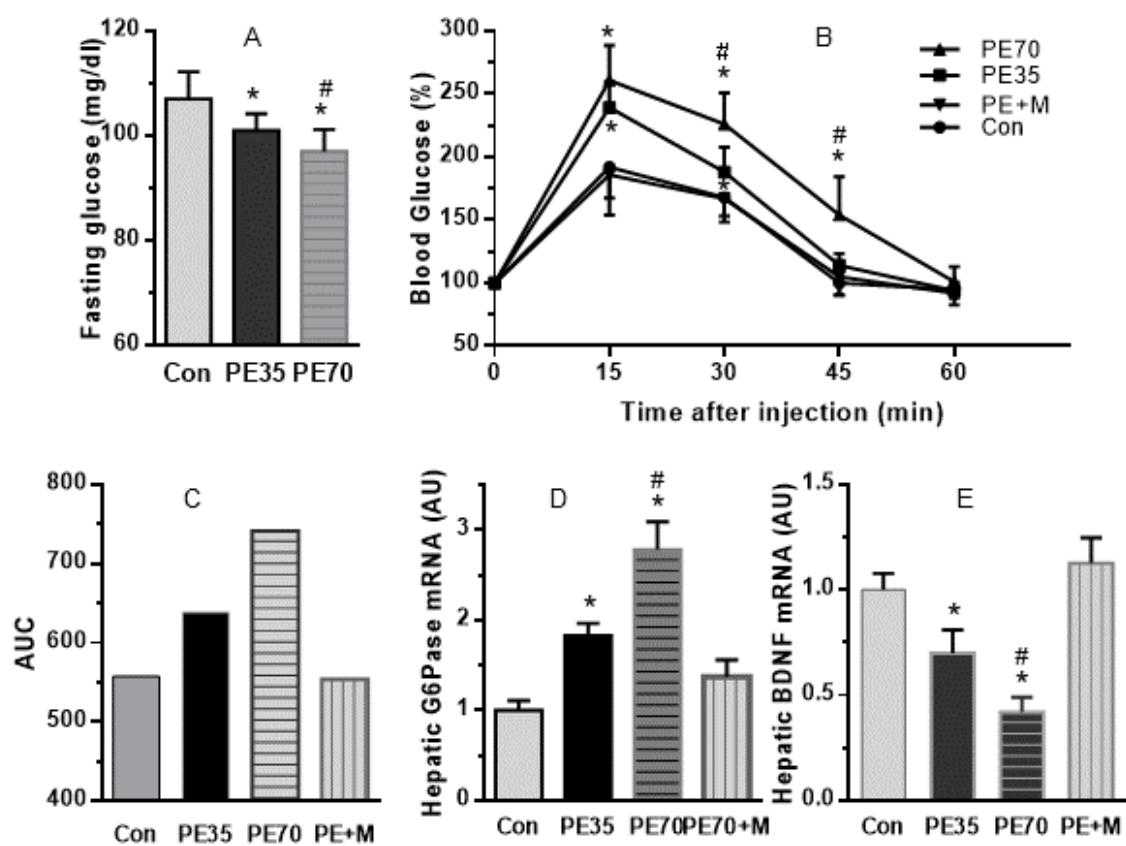 A
Fasting glucose (mg/dl)
120
100
80
60
*
#
*
Con PE35 PE70
B
Blood Glucose (%)
300
250
200
150
100
50
*
*
#
*
*
#
*
PE70
PE35
PE+M
Con
0 15 30 45 60
Time after injection (min)
C
AUC
800
700
600
500
400
Con PE35 PE70 PE+M
D
Hepatic G6Pase mRNA (AU)
3
2
1
0
*
#
*
Con PE35 PE70 PE70+M
E
Hepatic BDNF mRNA (AU)
1.5
1.0
0.5
0.0
*
#
*
Con PE35 PE70 PE+M